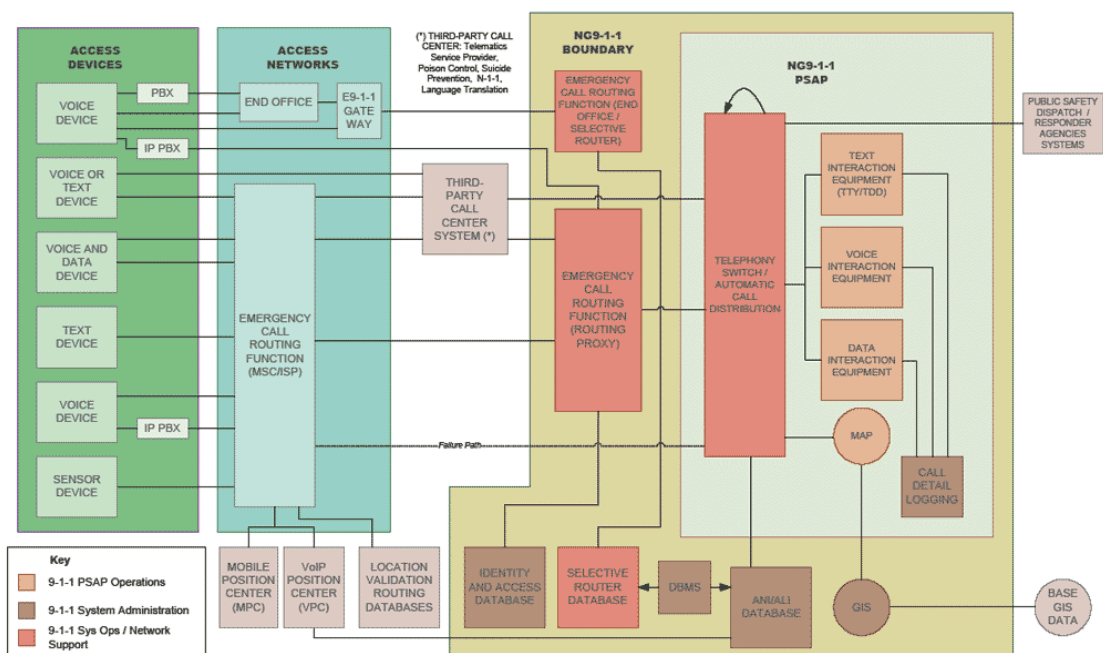 ACCESS
DEVICES
VOICE
DEVICE
PBX
IP PBX
VOICE OR
TEXT
DEVICE
VOICE AND
DATA
DEVICE
TEXT
DEVICE
VOICE
DEVICE
IP PBX
SENSOR
DEVICE
ACCESS
NETWORKS
END OFFICE
E9-1-1
GATE
WAY
EMERGENCY
CALL
ROUTING
FUNCTION
(MSC/ISP)
(*) THIRD-PARTY CALL
CENTER: Telematics
Service Provider,
Poison Control, Suicide
Prevention, N-1-1,
Language Translation
THIRD-
PARTY
CALL
CENTER
SYSTEM (*)
Failure Path
NG9-1-1
BOUNDARY
EMERGENCY
CALL ROUTING
FUNCTION (END
OFFICE /
SELECTIVE
ROUTER)
EMERGENCY
CALL
ROUTING
FUNCTION
(ROUTING
PROXY)
NG9-1-1
PSAP
TELEPHONY
SWITCH /
AUTOMATIC
CALL
DISTRIBUTION
TEXT
INTERACTION
EQUIPMENT
(TTY/TDD)
VOICE
INTERACTION
EQUIPMENT
DATA
INTERACTION
EQUIPMENT
MAP
CALL
DETAIL
LOGGING
PUBLIC SAFETY
DISPATCH /
RESPONDER
AGENCIES
SYSTEMS
MOBILE
POSITION
CENTER
(MPC)
VoIP
POSITION
CENTER
(VPC)
LOCATION
VALIDATION
ROUTING
DATABASES
IDENTITY
AND ACCESS
DATABASE
SELECTIVE
ROUTER
DATABASE
DBMS
ANI/ALI
DATABASE
GIS
BASE
GIS
DATA
Key
9-1-1 PSAP Operations
9-1-1 System Administration
9-1-1 Sys Ops / Network
Support